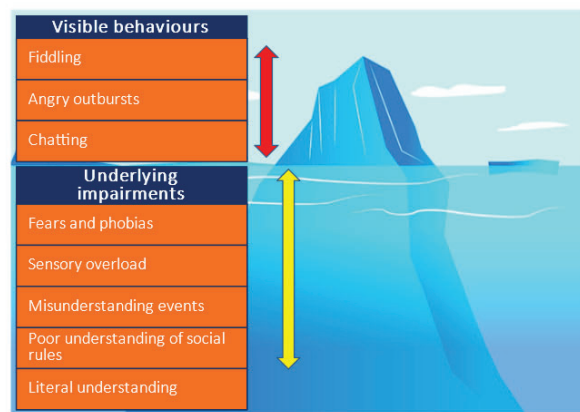 Visible behaviours
Fiddling
Angry outbursts
Chatting
Underlying
impairments
Fears and phobias
Sensory overload
Misunderstanding events
Poor understanding of social
rules
Literal understanding